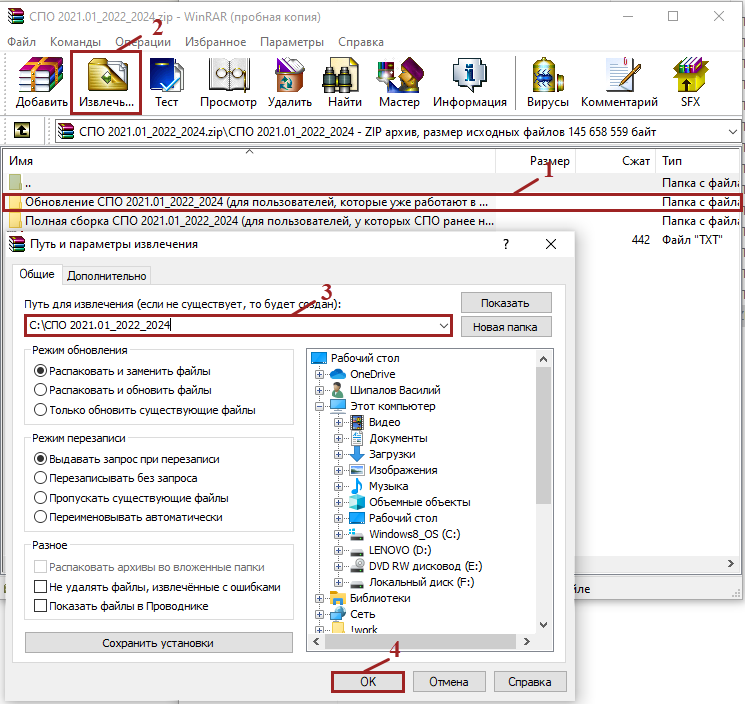 СПО 2021.01_2022_2024.zip - WinRAR (пробная копия)
2
Файл Команды Операции Избранное Параметры Справка
Добавить Извлечь... Тест Просмотр Удалить Найти Мастер Информация Вирусы Комментарий SFX
СПО 2021.01_2022_2024.zip\СПО 2021.01_2022_2024 - ZIP архив, размер исходных файлов 145 658 559 байт
Имя Размер Сжат Тип
1
.. Папка с файла
Обновление СПО 2021.01_2022_2024 (для пользователей, которые уже работают в ... Папка с файла
Полная сборка СПО 2021.01_2022_2024 (для пользователей, у которых СПО ранее н... Папка с файла
442 Файл "TXT"
Путь и параметры извлечения ?
Общие Дополнительно
3
Путь для извлечения (если не существует, то будет создан): Показать
C:\СПО 2021.01_2022_2024 Новая папка
Режим обновления
Распаковать и заменить файлы
Распаковать и обновить файлы
Только обновить существующие файлы
Режим перезаписи
Выдавать запрос при перезаписи
Перезаписывать без запроса
Пропускать существующие файлы
Переименовывать автоматически
Разное
Распаковать архивы во вложенные папки
Не удалять файлы, извлечённые с ошибками
Показать файлы в Проводнике
Сохранить установки
Рабочий стол
OneDrive
Шипалов Василий
Этот компьютер
Видео
Документы
Загрузки
Изображения
Музыка
Объемные объекты
Рабочий стол
Windows8_OS (C:)
LENOVO (D:)
DVD RW дисковод (E:)
Локальный диск (F:)
Библиотеки
Сеть
!work
йле
4
OK Отмена Справка